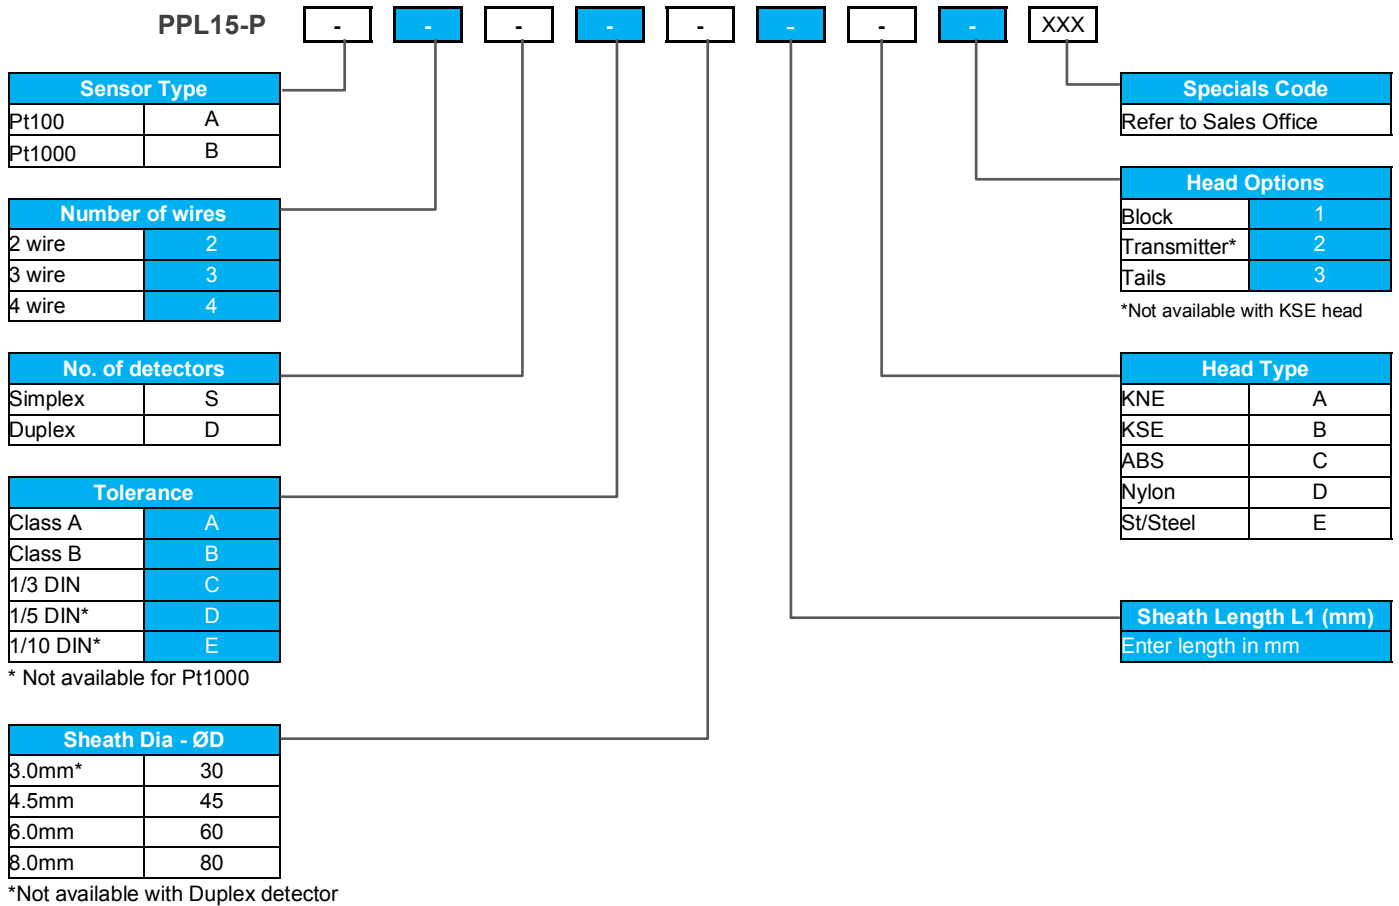 PPL15-P - - - - - - - - XXX
Sensor Type
Pt100 A
Pt1000 B
Number of wires
2 wire 2
3 wire 3
4 wire 4
No. of detectors
Simplex S
Duplex D
Tolerance
Class A A
Class B B
1/3 DIN C
1/5 DIN* D
1/10 DIN* E
* Not available for Pt1000
Sheath Dia - ØD
3.0mm* 30
4.5mm 45
6.0mm 60
8.0mm 80
*Not available with Duplex detector
Specials Code
Refer to Sales Office
Head Options
Block 1
Transmitter* 2
Tails 3
*Not available with KSE head
Head Type
KNE A
KSE B
ABS C
Nylon D
St/Steel E
Sheath Length L1 (mm)
Enter length in mm